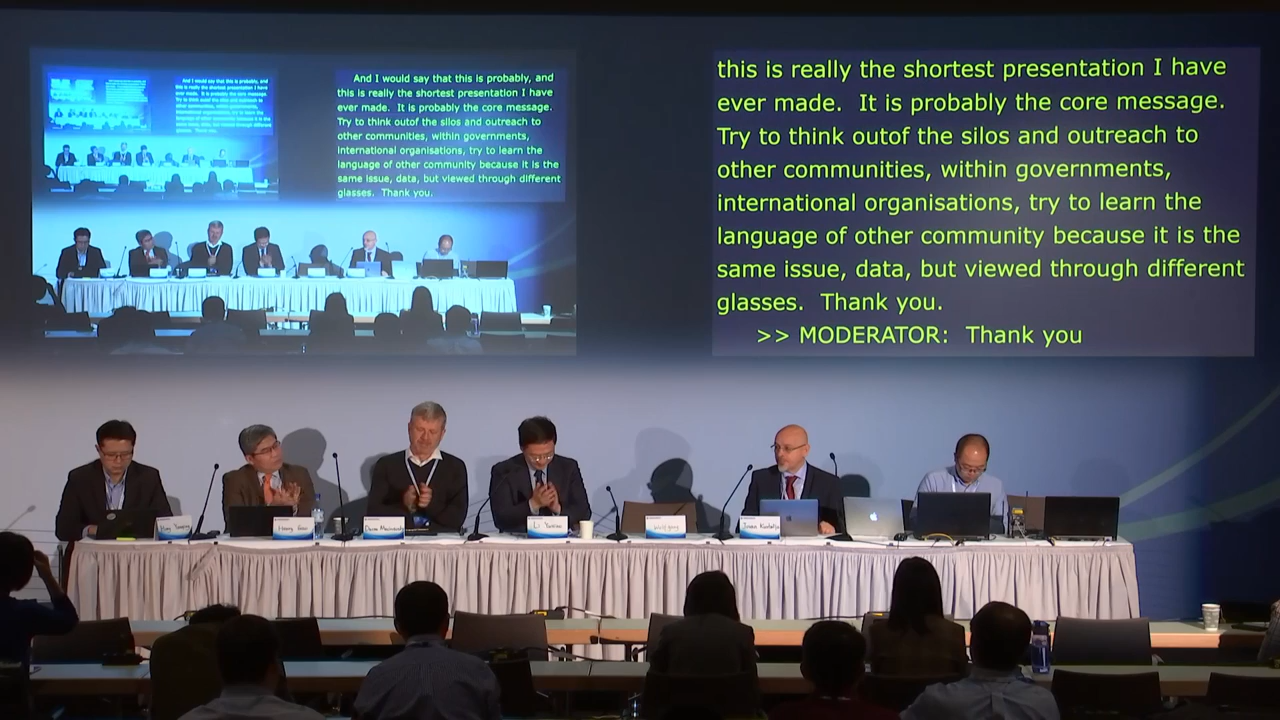 And I would say that this is probably, and
this is really the shortest presentation I have
ever made.  It is probably the core message.
Try to think outof the silos and outreach to
other communities, within governments,
international organisations, try to learn the
language of other community because it is the
same issue, data, but viewed through different
glasses.  Thank you.
this is really the shortest presentation I have
ever made.  It is probably the core message.
Try to think outof the silos and outreach to
other communities, within governments,
international organisations, try to learn the
language of other community because it is the
same issue, data, but viewed through different
glasses.  Thank you.
>> MODERATOR:  Thank you
Li
Wolfgang
Jovan